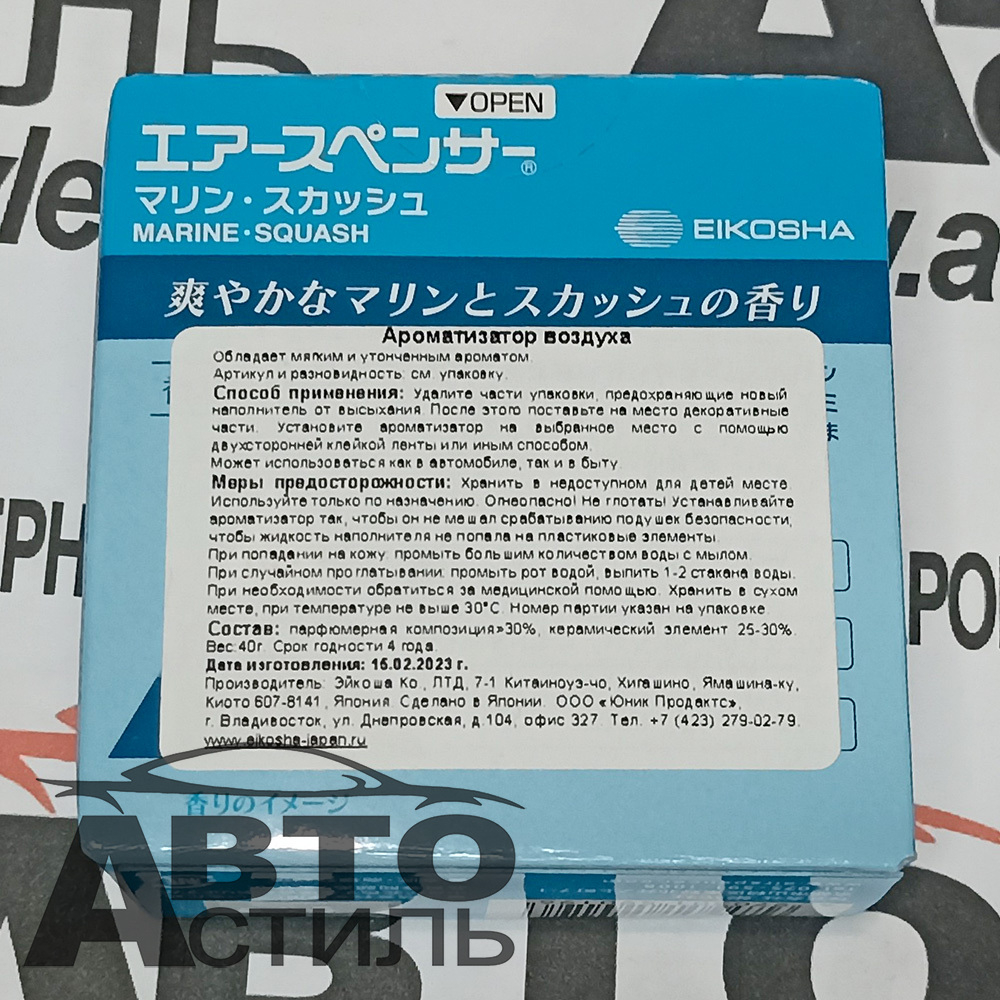 ▼OPEN
エアースペンサー®
マリン・スカッシュ
MARINE・SQUASH
EIKOSHA
爽やかなマリンとスカッシュの香り
Ароматизатор воздуха
Обладает мягким и утонченным ароматом.
Артикул и разновидность: см. упаковку.
Способ применения: Удалите части упаковки, предохраняющие новый
наполнитель от высыхания. После этого поставьте на место декоративные
части. Установите ароматизатор на выбранное место с помощью
двухсторонней клейкой ленты или иным способом.
Может использоваться как в автомобиле, так и в быту.
Меры предосторожности: Хранить в недоступном для детей месте.
Используйте только по назначению. Огнеопасно! Не глотать! Устанавливайте
ароматизатор так, чтобы он не мешал срабатыванию подушек безопасности,
чтобы жидкость наполнителя не попала на пластиковые элементы.
При попадании на кожу: промыть большим количеством воды с мылом.
При случайном проглатывании: промыть рот водой, выпить 1-2 стакана воды.
При необходимости обратиться за медицинской помощью. Хранить в сухом
месте, при температуре не выше 30°С. Номер партии указан на упаковке.
Состав: парфюмерная композиция»30%, керамический элемент 25-30%.
Вес:40г. Срок годности 4 года.
Дата изготовления: 16.02.2023 г.
Производитель: Эйкоша Ко., ЛТД, 7-1 Китаиноуэ-чо, Хигашино, Ямашина-ку,
Киото 607-8141, Япония. Сделано в Японии. ООО «Юник Продактс»,
г. Владивосток, ул. Днепровская, д.104, офис 327. Тел. +7 (423) 279-02-79.
www.eikosha-japan.ru
香りのイメージ
АВТО
СТИЛЬ